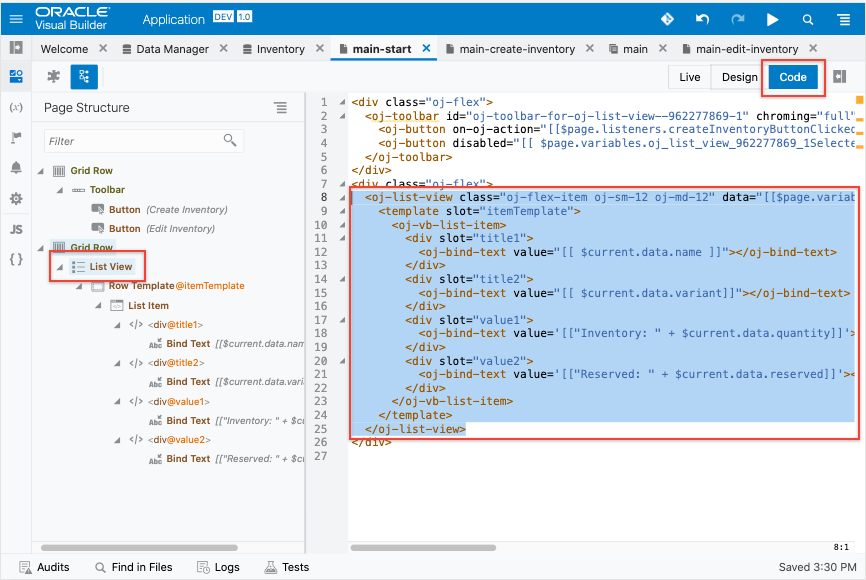 ORACLE
Visual Builder
Application DEV 1.0
Welcome
Data Manager
Inventory
main-start
main-create-inventory
main
main-edit-inventory
Live
Design
Code
(x)
JS
{ }
Page Structure
Filter
Grid Row
Toolbar
Button (Create Inventory)
Button (Edit Inventory)
Grid Row
List View
Row Template@itemTemplate
List Item
</> <div@title1>
Abc Bind Text [[$current.data.nam
</> <div@title2>
Abc Bind Text [[$current.data.vari
</> <div@value1>
Abc Bind Text [["Inventory: " + $cu
</> <div@value2>
Abc Bind Text [["Reserved: " + $cu
1 <div class="oj-flex">
2 <oj-toolbar id="oj-toolbar-for-oj-list-view--962277869-1" chroming="full"
3 <oj-button on-oj-action="[[$page.listeners.createInventoryButtonClicked
4 <oj-button disabled="[[ $page.variables.oj_list_view_962277869_1Selecte
5 </oj-toolbar>
6 </div>
7 <div class="oj-flex">
8 <oj-list-view class="oj-flex-item oj-sm-12 oj-md-12" data="[[$page.variab
9 <template slot="itemTemplate">
10 <oj-vb-list-item>
11 <div slot="title1">
12 <oj-bind-text value="[[ $current.data.name ]]"></oj-bind-text>
13 </div>
14 <div slot="title2">
15 <oj-bind-text value="[[ $current.data.variant]]"></oj-bind-text>
16 </div>
17 <div slot="value1">
18 <oj-bind-text value='[["Inventory: " + $current.data.quantity]]'>
19 </div>
20 <div slot="value2">
21 <oj-bind-text value='[["Reserved: " + $current.data.reserved]]'><
22 </div>
23 </oj-vb-list-item>
24 </template>
25 </oj-list-view>
26 </div>
27
8:1
Audits
Find in Files
Logs
Tests
Saved 3:30 PM